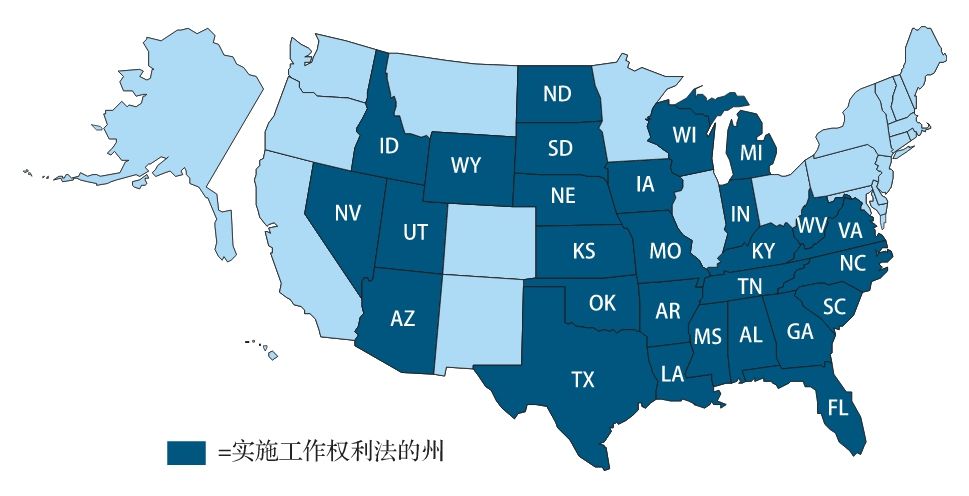 ND
WI
ID
SD
MI
WY
IA
NE
NV
IN
UT
WV
VA
KS
MO
KY
NC
TN
OK
AR
SC
AZ
MS
AL
GA
TX
LA
FL
=实施工作权利法的州